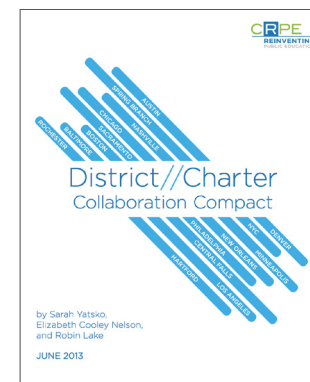 CRPE
REINVENTING
PUBLIC EDUCATION
AUSTIN
SPRING BRANCH
NASHVILLE
CHICAGO
SACRAMENTO
BOSTON
BALTIMORE
ROCHESTER
District//Charter
Collaboration Compact
DENVER
NYC
MINNEAPOLIS
NEW ORLEANS
PHILADELPHIA
CENTRAL FALLS
LOS ANGELES
HARTFORD
by Sarah Yatsko,
Elizabeth Cooley Nelson,
and Robin Lake
JUNE 2013